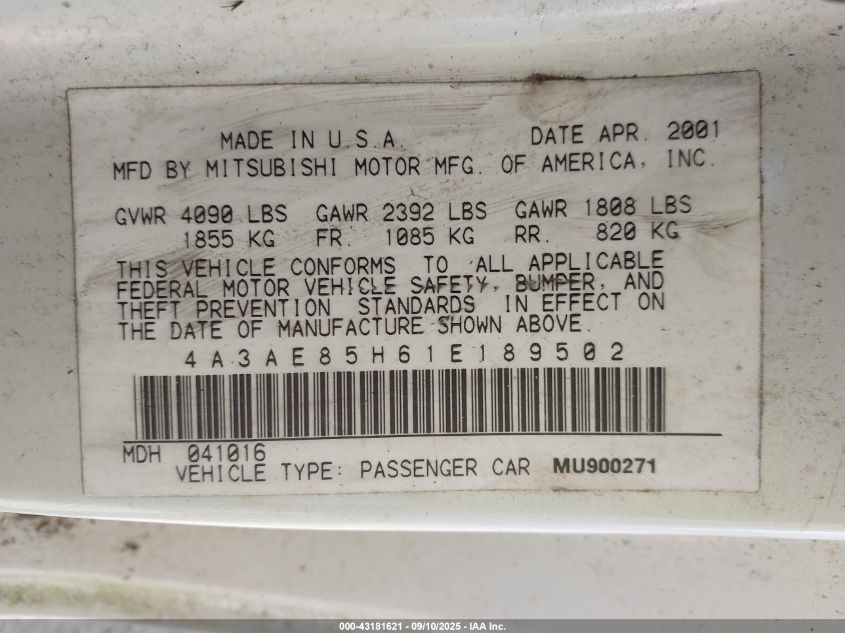 MADE IN U.S.A. DATE APR. 2001
MFD BY MITSUBISHI MOTOR MFG. OF AMERICA, INC.
GVWR 4090 LBS GAWR 2392 LBS GAWR 1808 LBS
1855 KG FR. 1085 KG RR. 820 KG
THIS VEHICLE CONFORMS TO ALL APPLICABLE
FEDERAL MOTOR VEHICLE SAFETY, BUMPER, AND
THEFT PREVENTION STANDARDS IN EFFECT ON
THE DATE OF MANUFACTURE SHOWN ABOVE.
4A3AE85H61E189502
MDH 041016
VEHICLE TYPE: PASSENGER CAR MU900271
000-43181621 - 09/10/2025 - IAA Inc.